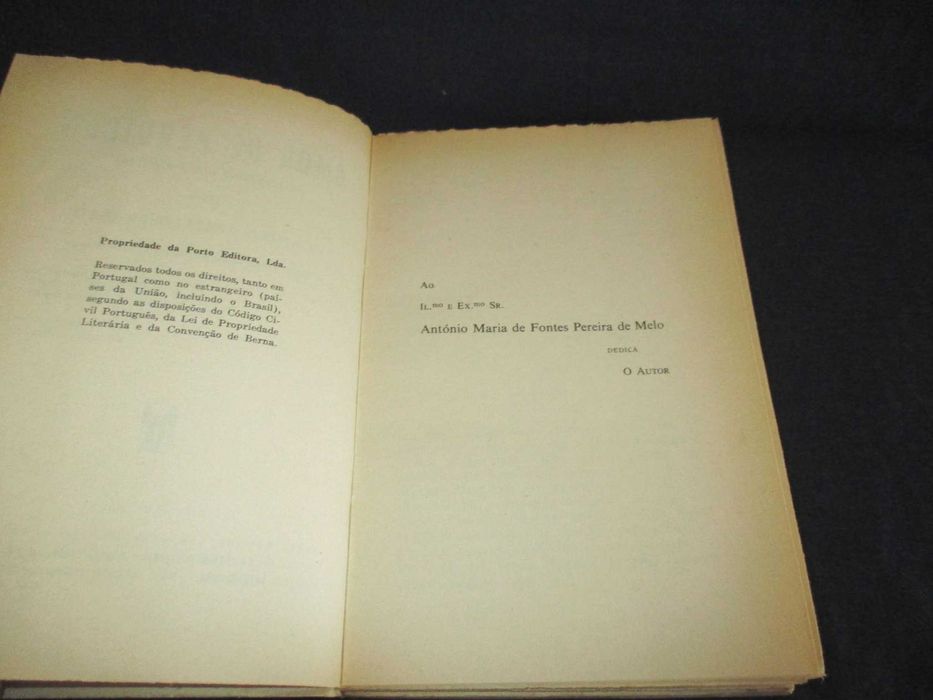 Propriedade da Porto Editora, Lda.
Reservados todos os direitos, tanto em
Portugal como no estrangeiro (paí-
ses da União, incluindo o Brasil),
segundo as disposições do Código Ci-
vil Português, da Lei de Propriedade
Literária e da Convenção de Berna.
Ao
Il.mo e Ex.mo Sr.
António Maria de Fontes Pereira de Melo
DEDICA
O Autor